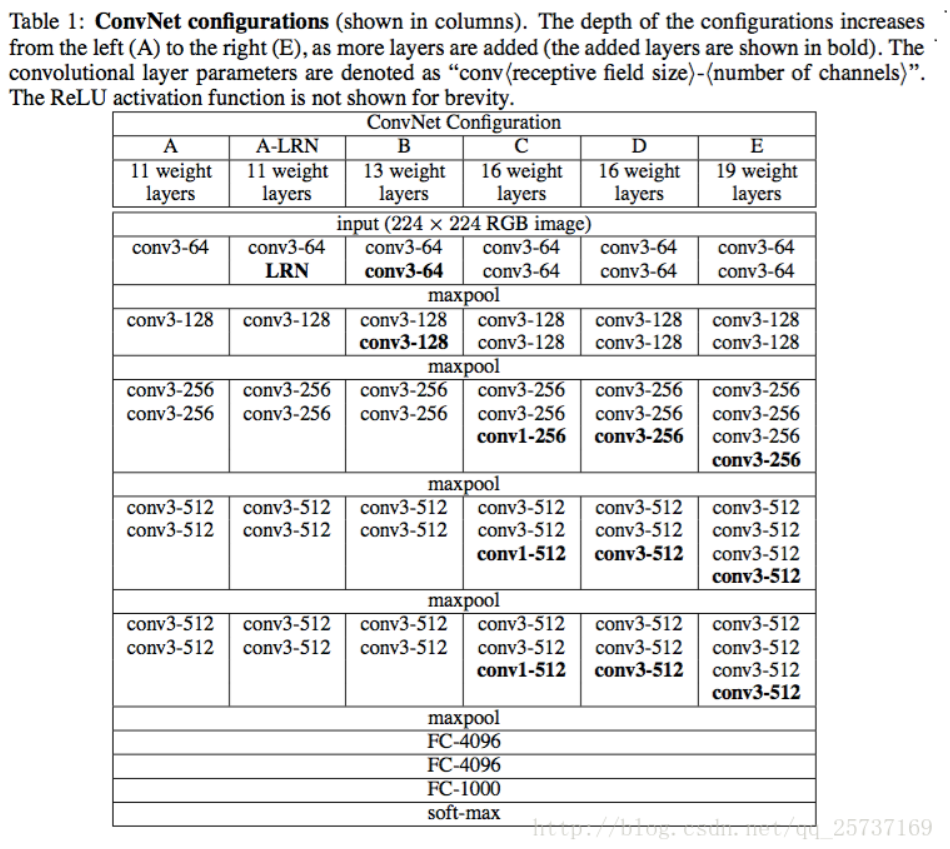 Table 1: ConvNet configurations (shown in columns). The depth of the configurations increases
from the left (A) to the right (E), as more layers are added (the added layers are shown in bold). The
convolutional layer parameters are denoted as “conv⟨receptive field size⟩-⟨number of channels⟩”.
The ReLU activation function is not shown for brevity.
ConvNet Configuration
A A-LRN B C D E
11 weight 11 weight 13 weight 16 weight 16 weight 19 weight
layers layers layers layers layers layers
input (224 × 224 RGB image)
conv3-64 conv3-64 conv3-64 conv3-64 conv3-64 conv3-64
LRN conv3-64 conv3-64 conv3-64 conv3-64
maxpool
conv3-128 conv3-128 conv3-128 conv3-128 conv3-128 conv3-128
conv3-128 conv3-128 conv3-128 conv3-128
maxpool
conv3-256 conv3-256 conv3-256 conv3-256 conv3-256 conv3-256
conv3-256 conv3-256 conv3-256 conv3-256 conv3-256 conv3-256
conv1-256 conv3-256 conv3-256
conv3-256
maxpool
conv3-512 conv3-512 conv3-512 conv3-512 conv3-512 conv3-512
conv3-512 conv3-512 conv3-512 conv3-512 conv3-512 conv3-512
conv1-512 conv3-512 conv3-512
conv3-512
maxpool
conv3-512 conv3-512 conv3-512 conv3-512 conv3-512 conv3-512
conv3-512 conv3-512 conv3-512 conv3-512 conv3-512 conv3-512
conv1-512 conv3-512 conv3-512
conv3-512
maxpool
FC-4096
FC-4096
FC-1000
soft-max
http://blog.csdn.net/qq_25737169